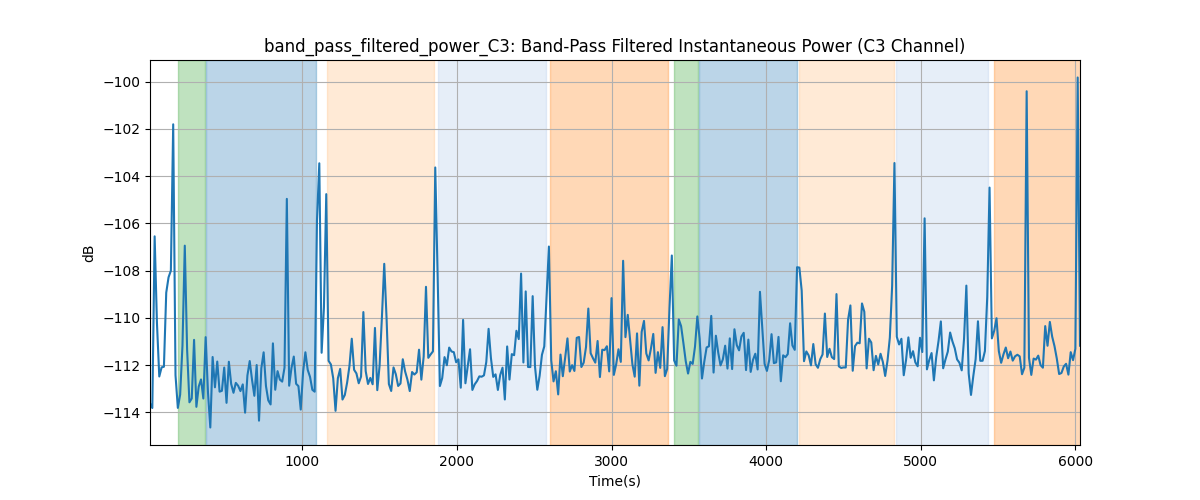 band_pass_filtered_power_C3: Band-Pass Filtered Instantaneous Power (C3 Channel)
−100
−102
−104
−106
−108
−110
−112
−114
dB
1000 2000 3000 4000 5000 6000
Time(s)